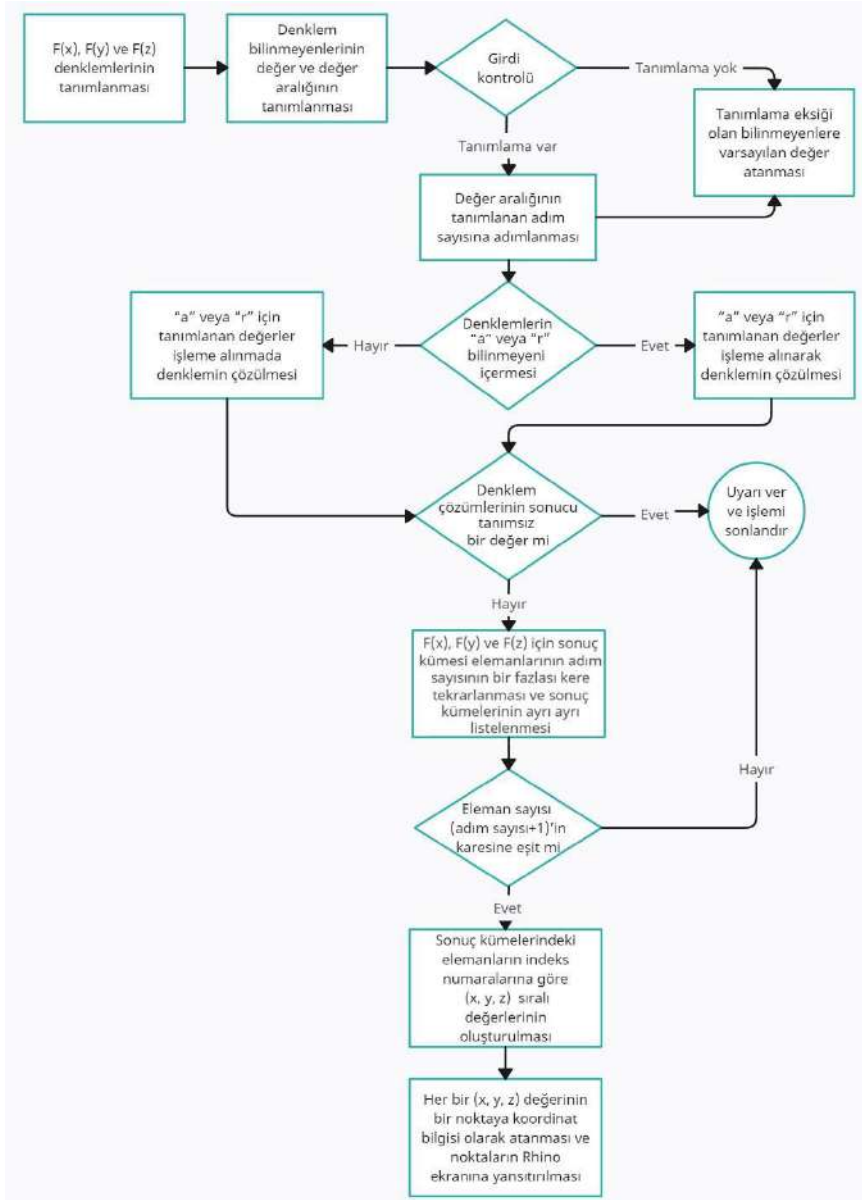 F(x), F(y) ve F(z)
denklemlerinin
tanımlanması
Denklem
bilinmeyenlerinin
değer ve değer
aralığının
tanımlanması
Girdi
kontrolü
Tanımlama yok
Tanımlama eksiği
olan bilinmeyenlere
varsayılan değer
atanması
Tanımlama var
Değer aralığının
tanımlanan adım
sayısına adımlanması
"a" veya "r" için
tanımlanan değerler
işleme alınmada
denklemin çözülmesi
Hayır
Denklemlerin
"a" veya "r"
bilinmeyeni
içermesi
Evet
"a" veya "r" için
tanımlanan değerler
işleme alınarak
denklemin çözülmesi
Denklem
çözümlerinin sonucu
tanımsız
bir değer mi
Evet
Uyarı ver
ve işlemi
sonlandır
Hayır
F(x), F(y) ve F(z) için sonuç
kümesi elemanlarının adım
sayısının bir fazlası kere
tekrarlanması ve sonuç
kümelerinin ayrı ayrı
listelenmesi
Hayır
Eleman sayısı
(adım sayısı+1)'in
karesine eşit mi
Evet
Sonuç kümelerindeki
elemanların indeks
numaralarına göre
(x, y, z) sıralı
değerlerinin
oluşturulması
Her bir (x, y, z) değerinin
bir noktaya koordinat
bilgisi olarak atanması ve
noktaların Rhino
ekranına yansıtırılması